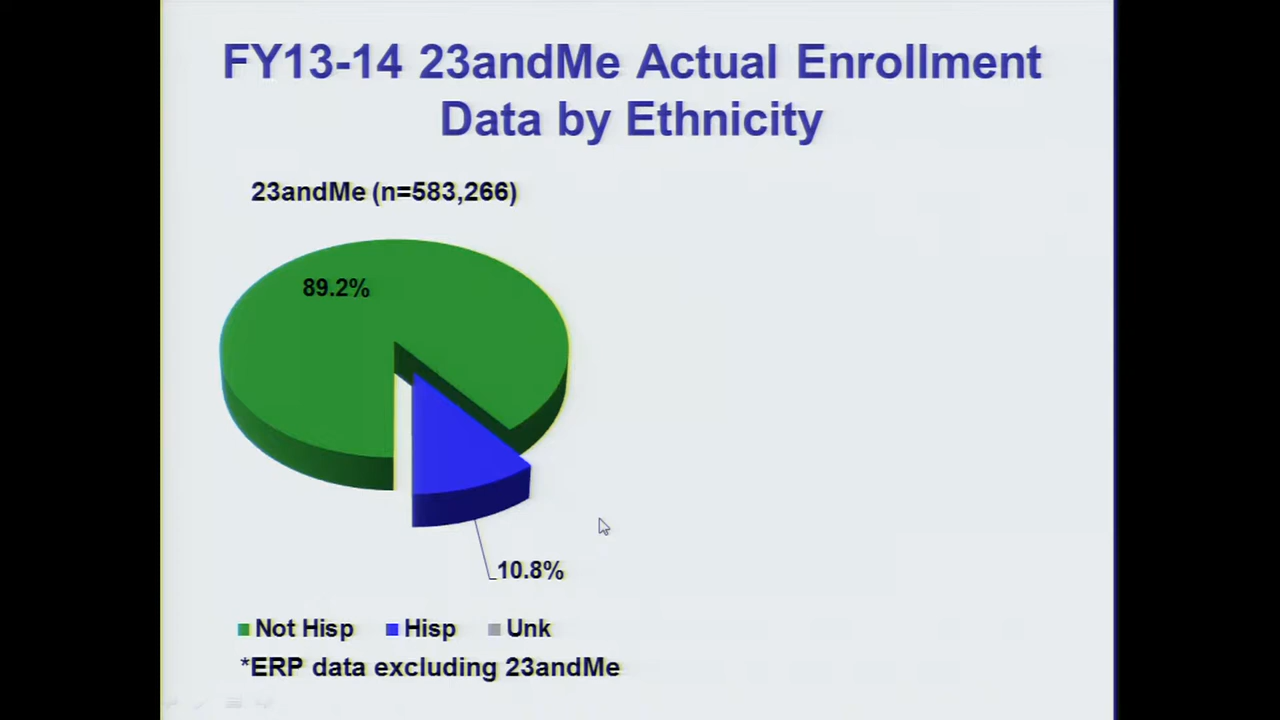 FY13-14 23andMe Actual Enrollment
Data by Ethnicity
23andMe (n=583,266)
89.2%
10.8%
Not Hisp Hisp Unk
*ERP data excluding 23andMe